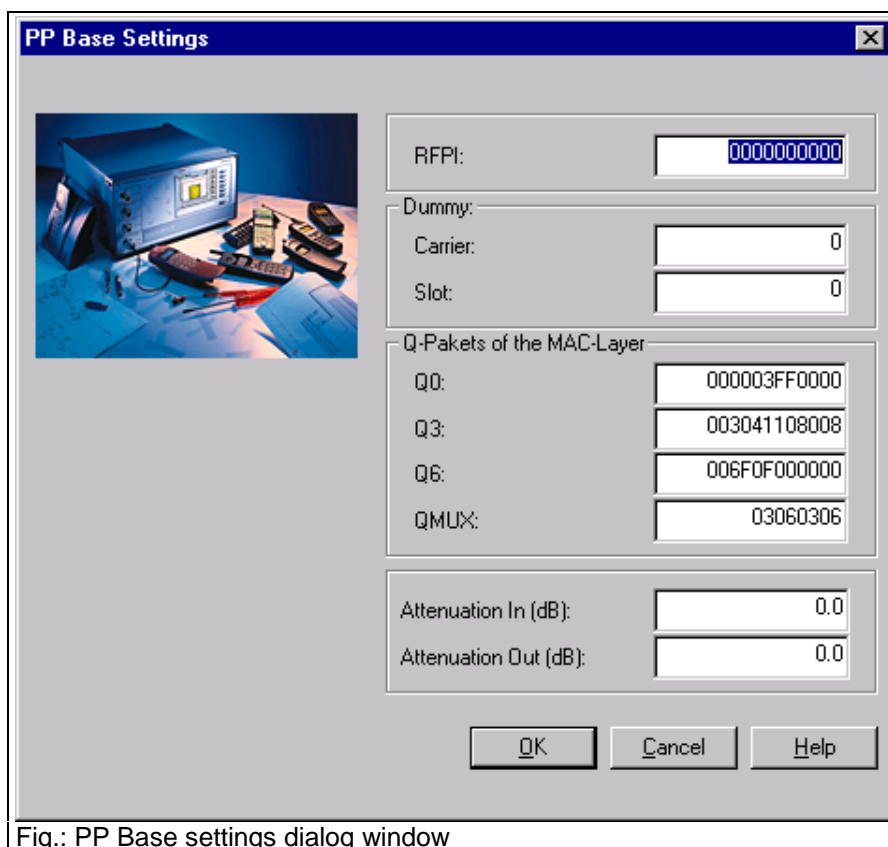 PP Base Settings
RFPI: 0000000000
Dummy:
Carrier: 0
Slot: 0
Q-Pakets of the MAC-Layer
Q0: 000003FF0000
Q3: 003041108008
Q6: 006F0F000000
QMUX: 03060306
Attenuation In (dB): 0.0
Attenuation Out (dB): 0.0
OK Cancel Help
Fig.: PP Base settings dialog window